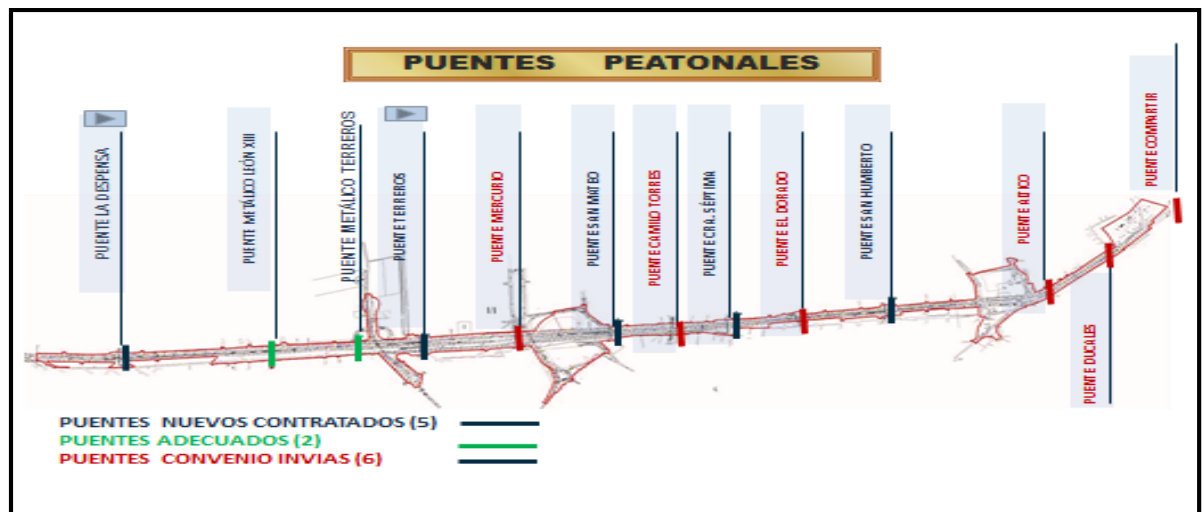 PUENTES PEATONALES
PUENTE LA DESPENSA
PUENTE METÁLICO LEÓN XIII
PUENTE METÁLICO TERREROS
PUENTE TERREROS
PUENTE MERCURIO
PUENTE SAN MATEO
PUENTE CAMILO TORRES
PUENTE CRA. SÉPTIMA
PUENTE EL DORADO
PUENTE SAN HUMBERTO
PUENTE ALTICO
PUENTE DUCALES
PUENTE COMPARTIR
PUENTES NUEVOS CONTRATADOS (5)
PUENTES ADECUADOS (2)
PUENTES CONVENIO INVIAS (6)